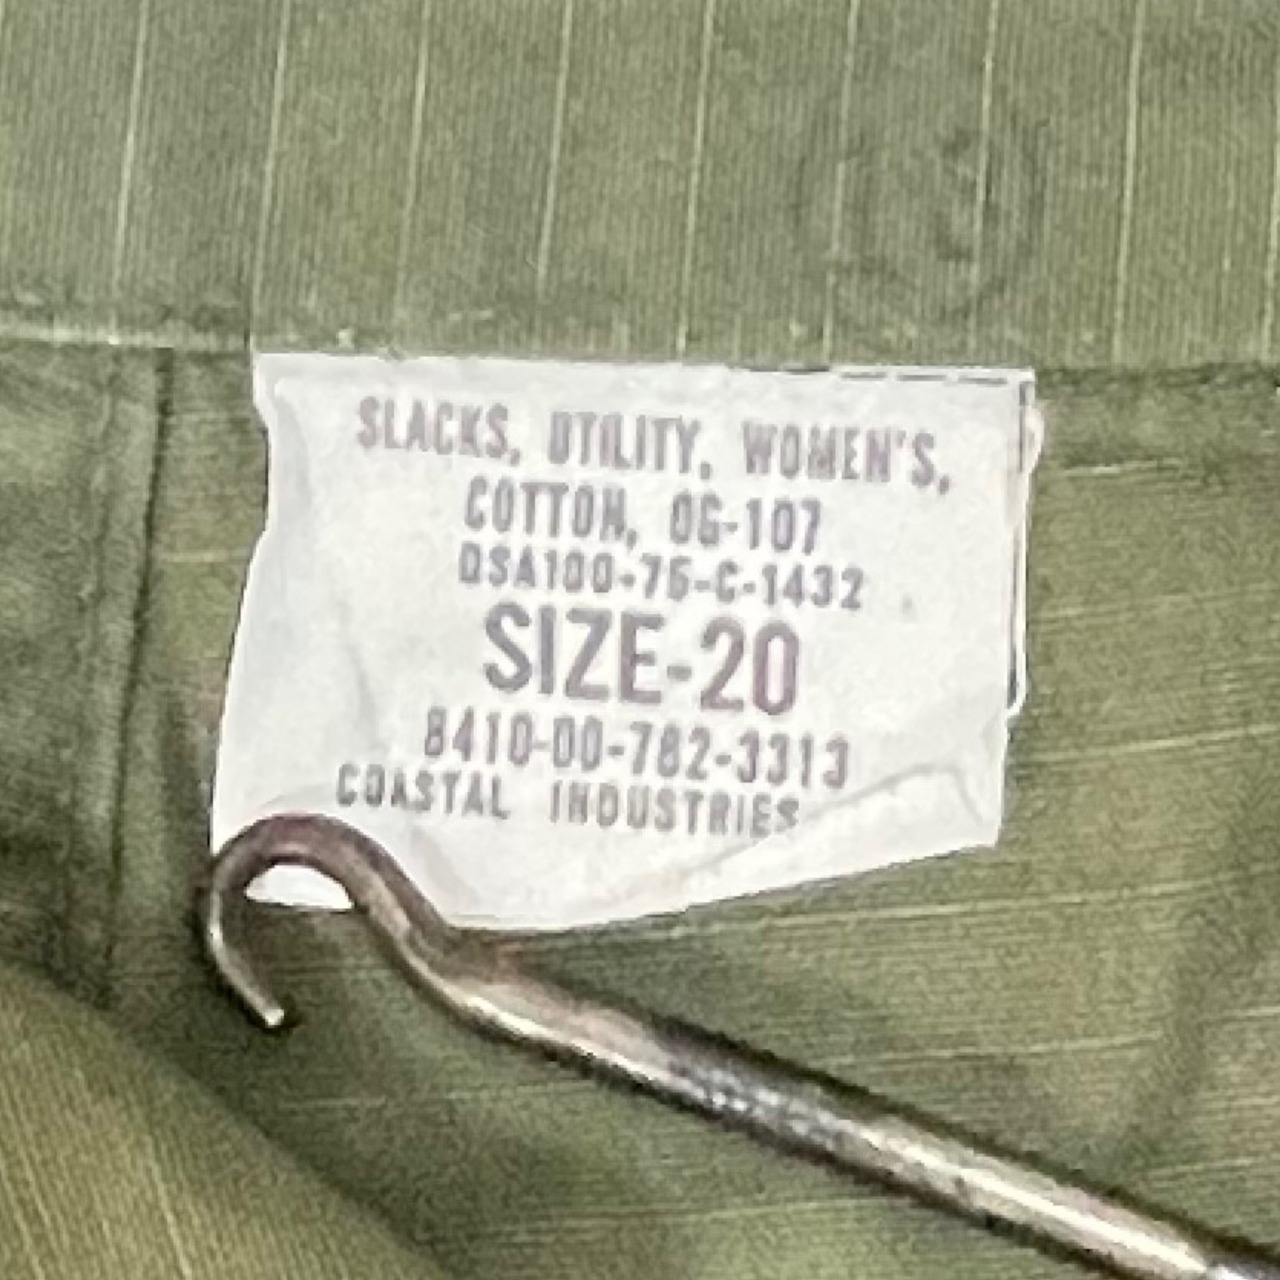 SLACKS, UTILITY, WOMEN'S,
COTTON, OG-107
DSA100-75-C-1432
SIZE-20
8410-00-782-3313
COASTAL INDUSTRIES